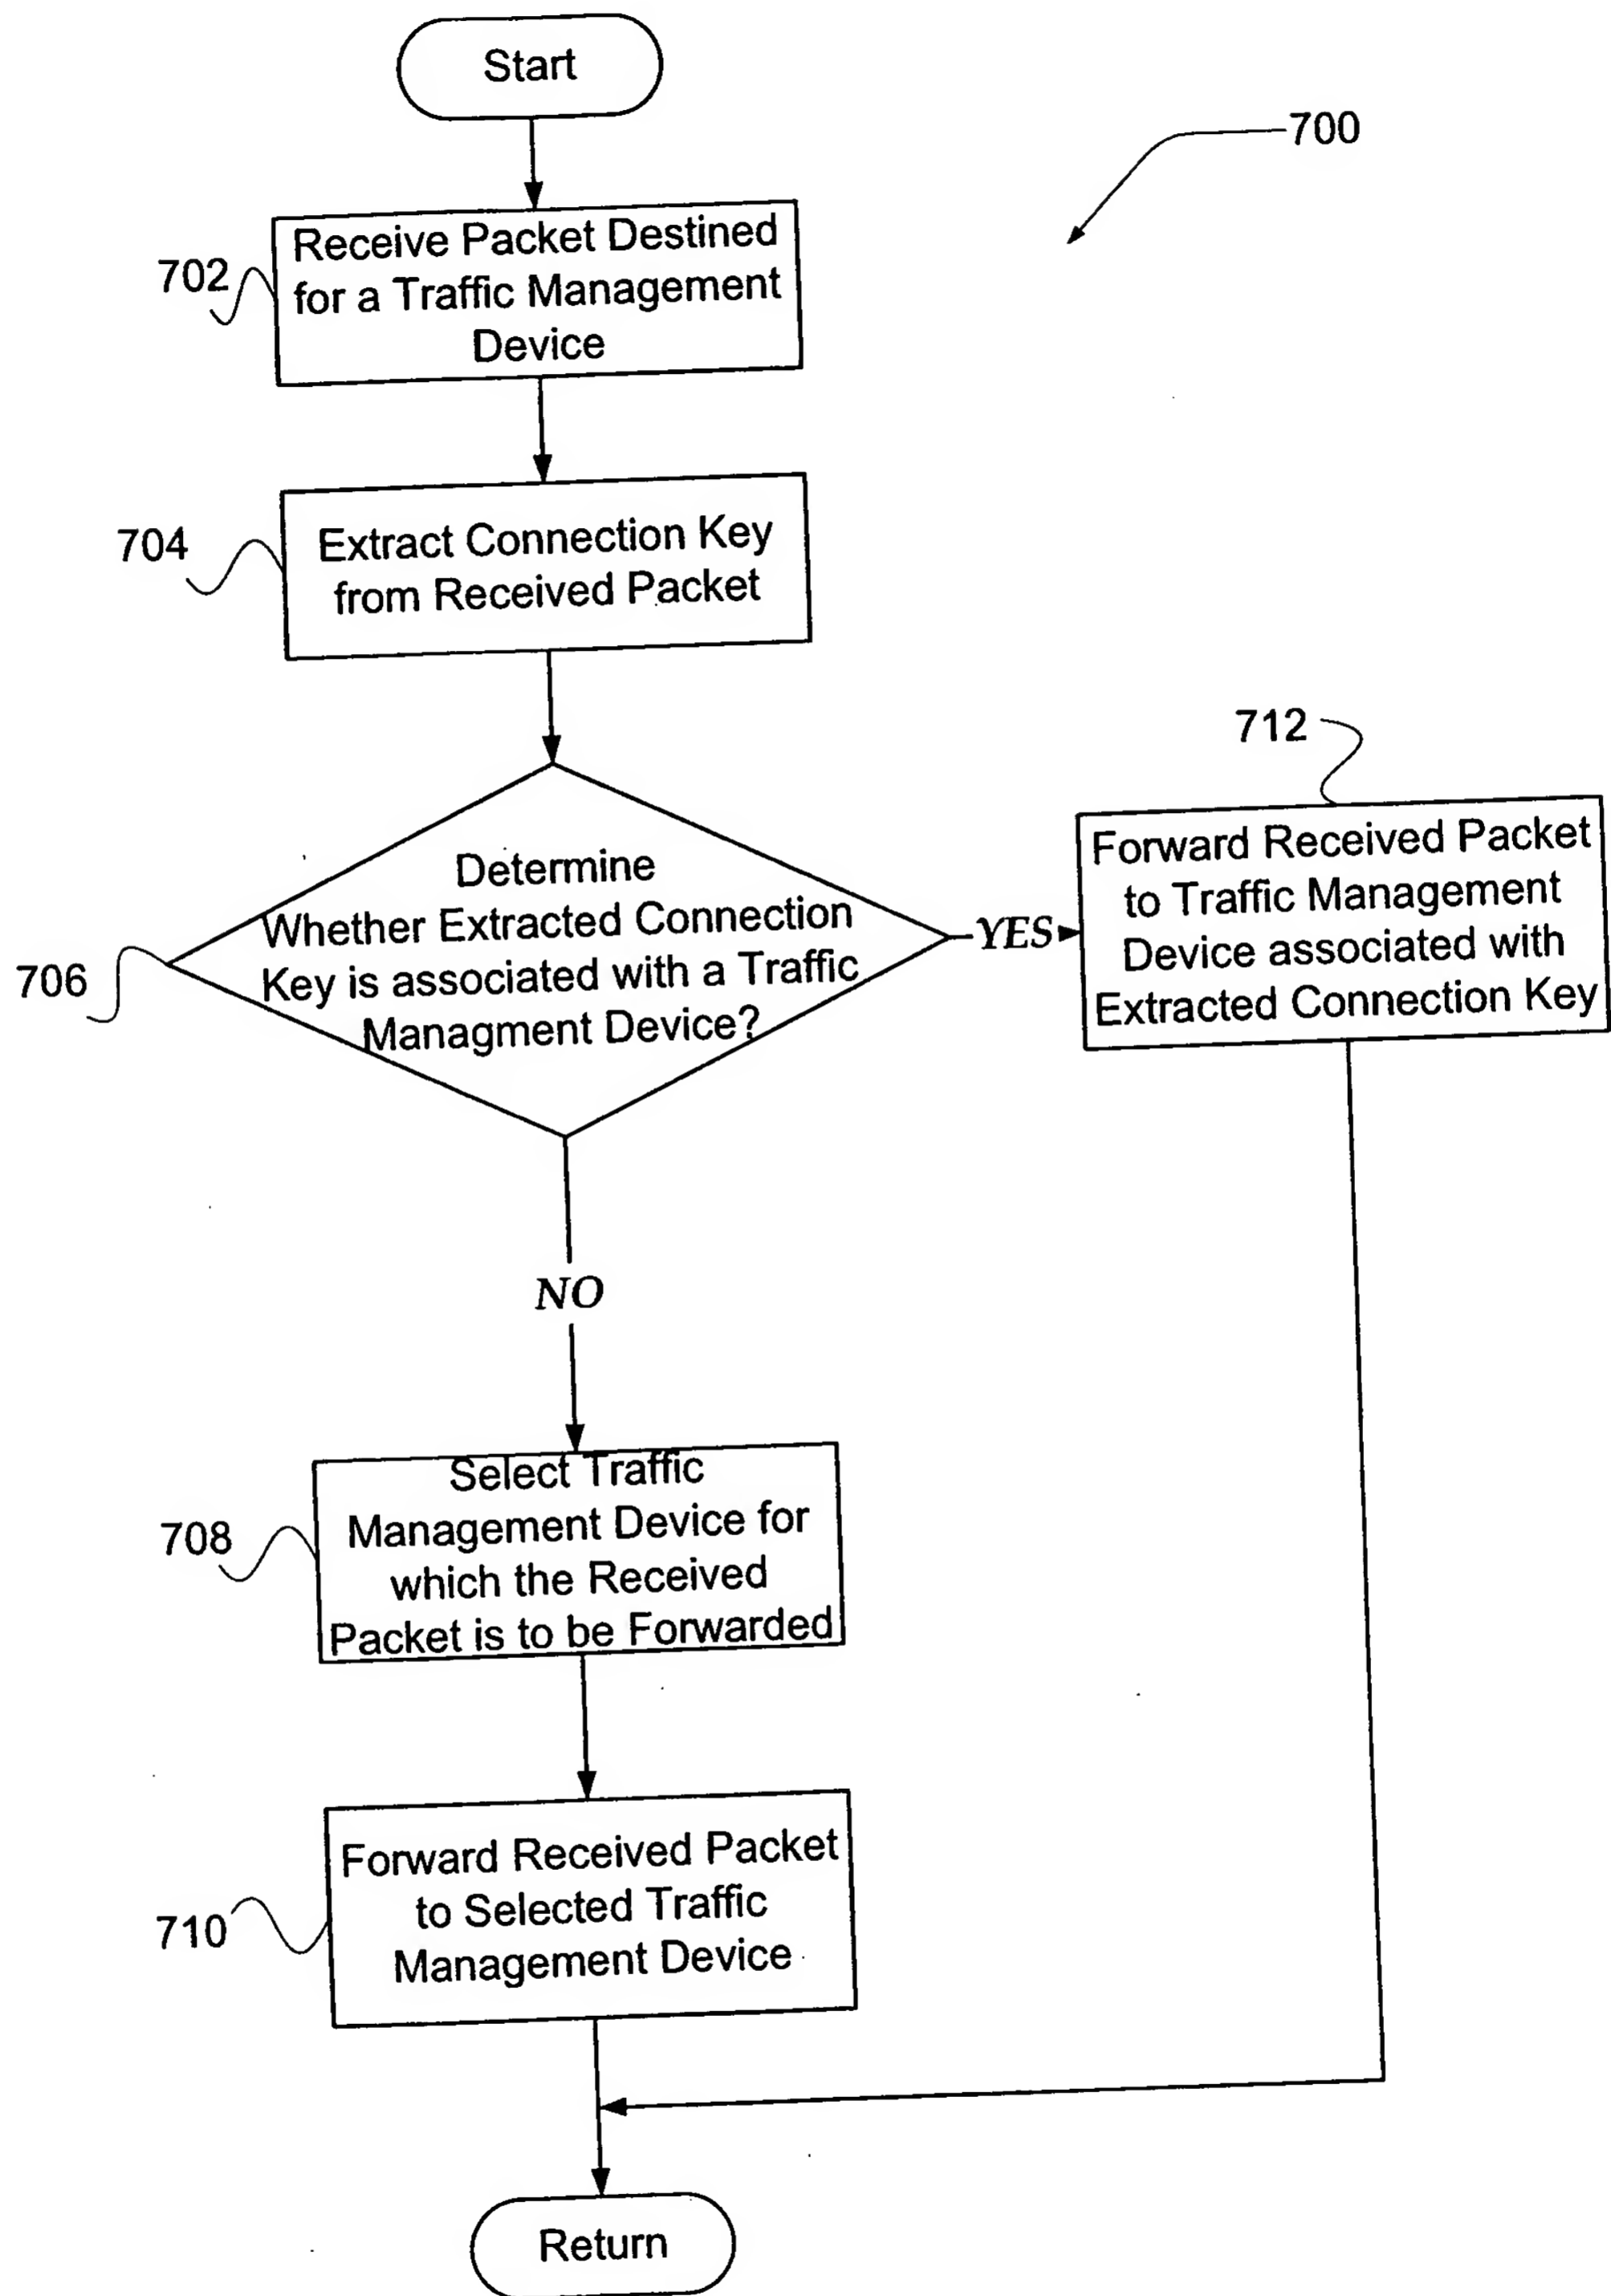 Start
700
702
Receive Packet Destined
for a Traffic Management
Device
704
Extract Connection Key
from Received Packet
706
Determine
Whether Extracted Connection
Key is associated with a Traffic
Managment Device?
YES
712
Forward Received Packet
to Traffic Management
Device associated with
Extracted Connection Key
NO
708
Select Traffic
Management Device for
which the Received
Packet is to be Forwarded
710
Forward Received Packet
to Selected Traffic
Management Device
Return